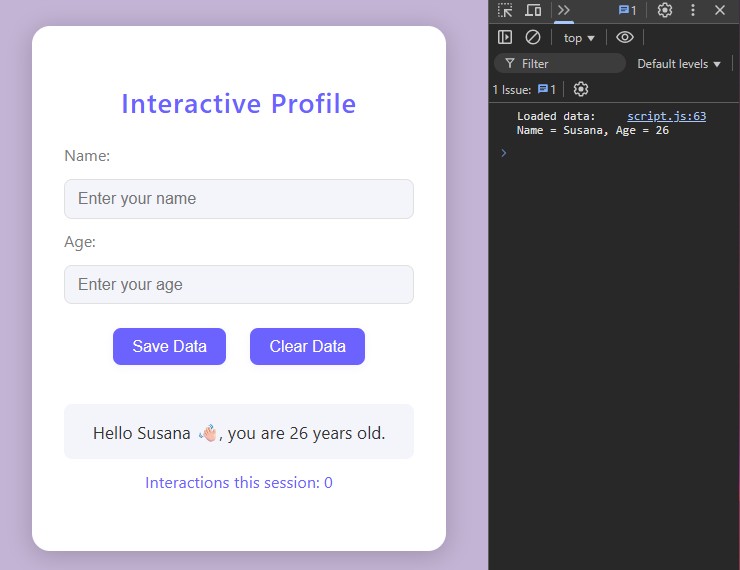 Interactive Profile
Name:
Enter your name
Age:
Enter your age
Save Data Clear Data
Hello Susana 👋🏻, you are 26 years old.
Interactions this session: 0
1
top
Filter Default levels
1 Issue: 1
Loaded data: script.js:63
Name = Susana, Age = 26